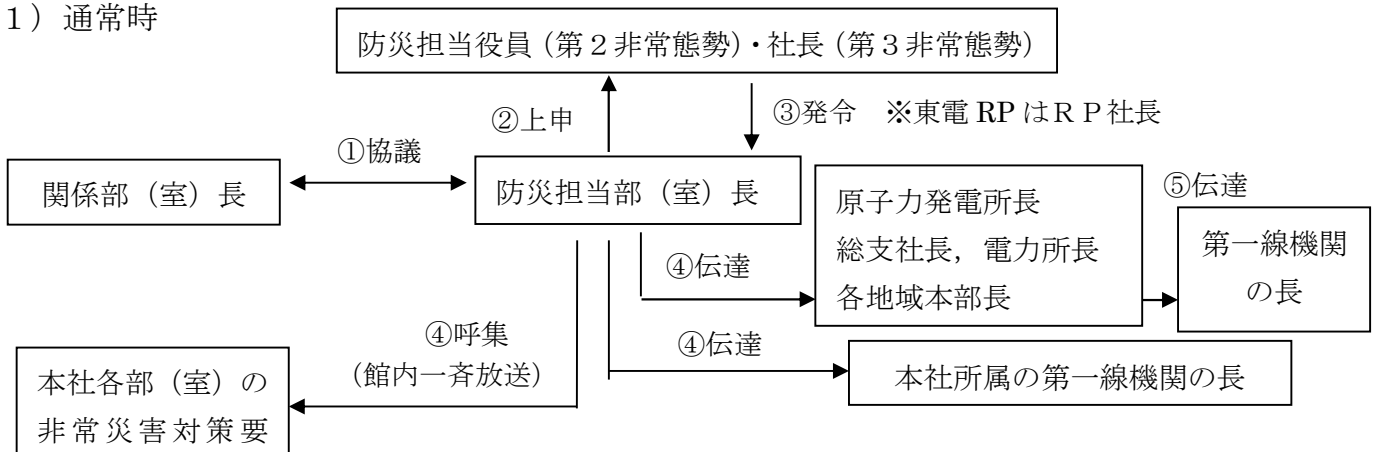 １）通常時
防災担当役員（第２非常態勢）・社長（第３非常態勢）
②上申
③発令　※東電 RP はＲＰ社長
①協議
関係部（室）長
防災担当部（室）長
原子力発電所長
総支社長，電力所長
各地域本部長
⑤伝達
第一線機関
の長
④伝達
④呼集
（館内一斉放送）
④伝達
本社各部（室）の
非常災害対策要
本社所属の第一線機関の長